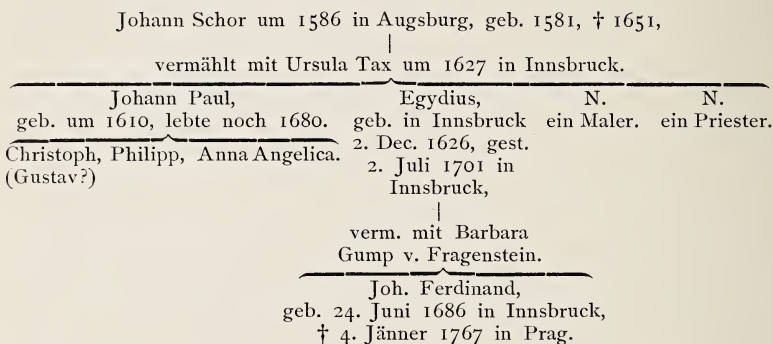 Johann Schor um 1586 in Augsburg, geb. 1581, † 1651,
vermählt mit Ursula Tax um 1627 in Innsbruck.
Johann Paul,
geb. um 1610, lebte noch 1680.
Christoph, Philipp, Anna Angelica.
(Gustav?)
Egydius,
geb. in Innsbruck
2. Dec. 1626, gest.
2. Juli 1701 in
Innsbruck,
verm. mit Barbara
Gump v. Fragenstein.
Joh. Ferdinand,
geb. 24. Juni 1686 in Innsbruck,
† 4. Jänner 1767 in Prag.
N.
ein Maler.
N.
ein Priester.